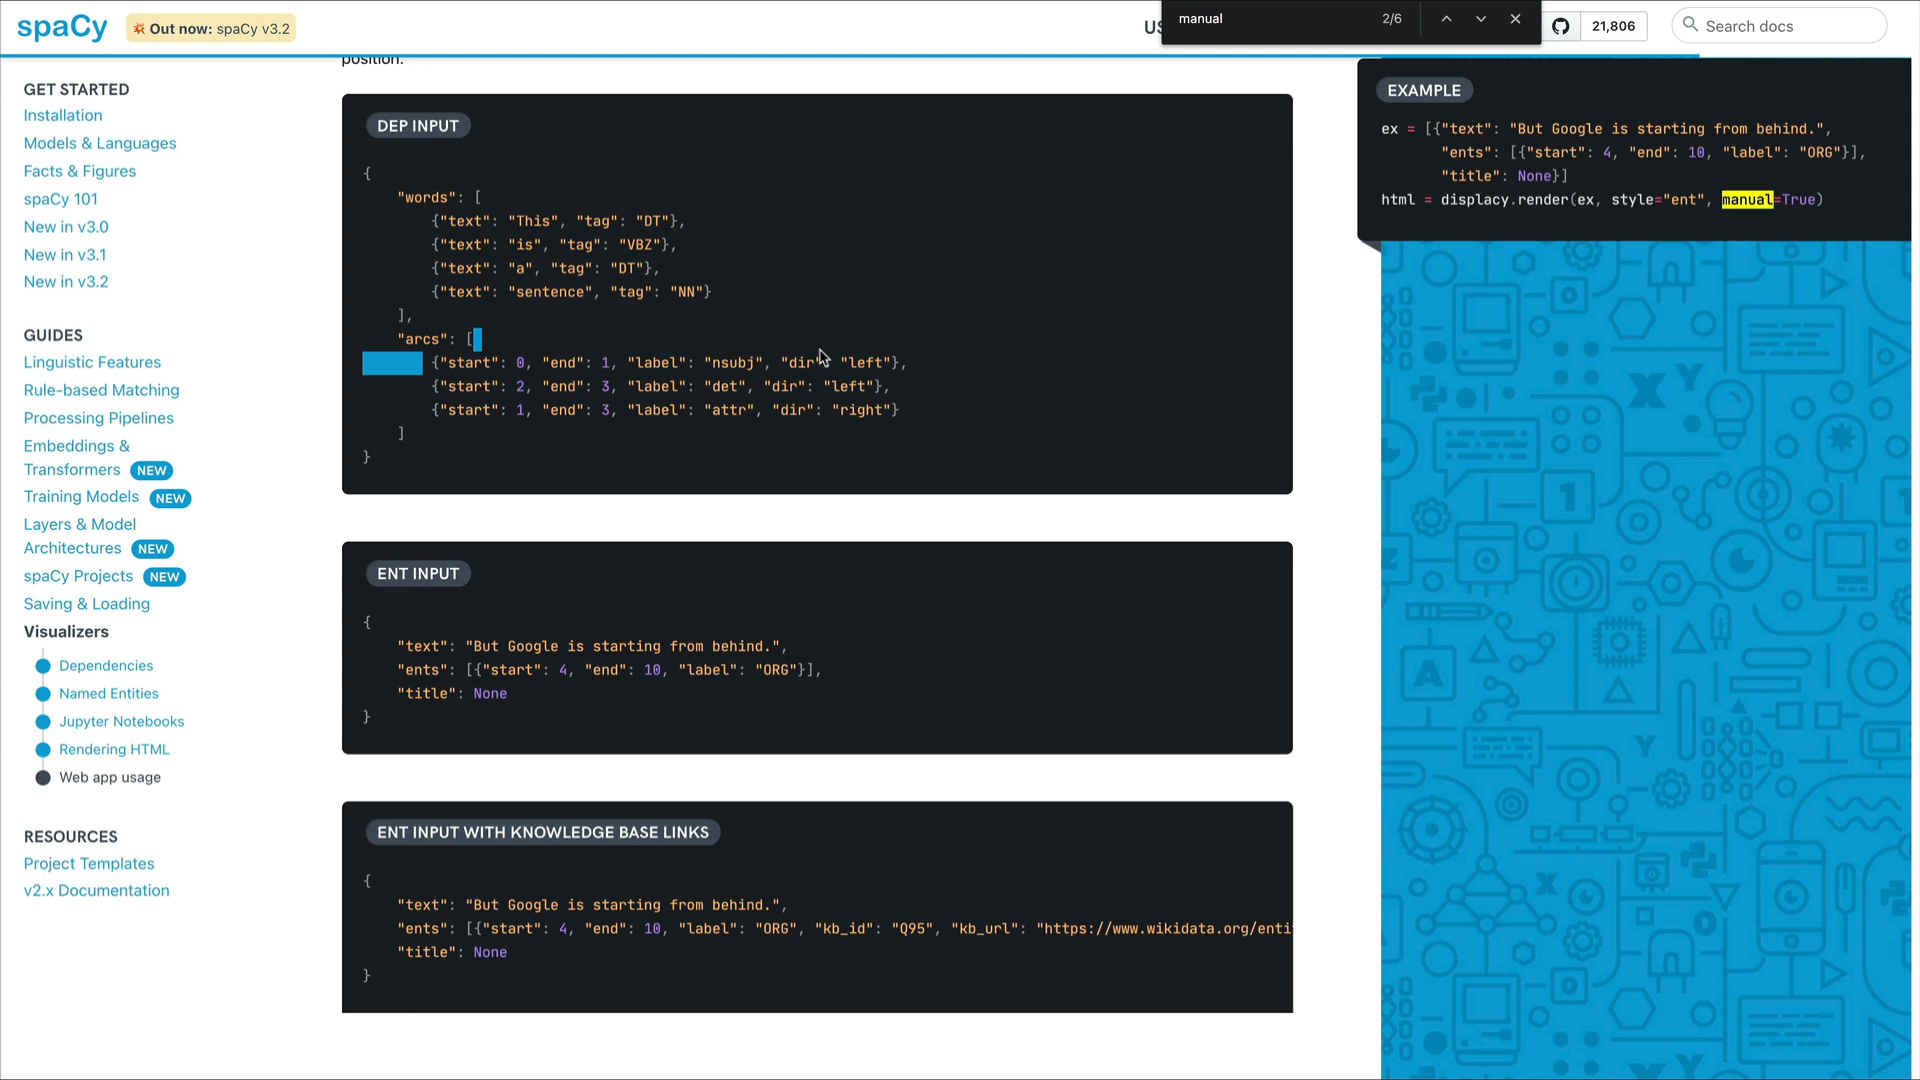 spaCy
💥 Out now: spaCy v3.2
US
manual
2/6
21,806
Search docs
GET STARTED
Installation
Models & Languages
Facts & Figures
spaCy 101
New in v3.0
New in v3.1
New in v3.2
GUIDES
Linguistic Features
Rule-based Matching
Processing Pipelines
Embeddings &
Transformers NEW
Training Models NEW
Layers & Model
Architectures NEW
spaCy Projects NEW
Saving & Loading
Visualizers
Dependencies
Named Entities
Jupyter Notebooks
Rendering HTML
Web app usage
RESOURCES
Project Templates
v2.x Documentation
position.
DEP INPUT
{
"words": [
{"text": "This", "tag": "DT"},
{"text": "is", "tag": "VBZ"},
{"text": "a", "tag": "DT"},
{"text": "sentence", "tag": "NN"}
],
"arcs": [
{"start": 0, "end": 1, "label": "nsubj", "dir": "left"},
{"start": 2, "end": 3, "label": "det", "dir": "left"},
{"start": 1, "end": 3, "label": "attr", "dir": "right"}
]
}
ENT INPUT
{
"text": "But Google is starting from behind.",
"ents": [{"start": 4, "end": 10, "label": "ORG"}],
"title": None
}
ENT INPUT WITH KNOWLEDGE BASE LINKS
{
"text": "But Google is starting from behind.",
"ents": [{"start": 4, "end": 10, "label": "ORG", "kb_id": "Q95", "kb_url": "https://www.wikidata.org/enti
"title": None
}
EXAMPLE
ex = [{"text": "But Google is starting from behind.",
"ents": [{"start": 4, "end": 10, "label": "ORG"}],
"title": None}]
html = displacy.render(ex, style="ent", manual=True)